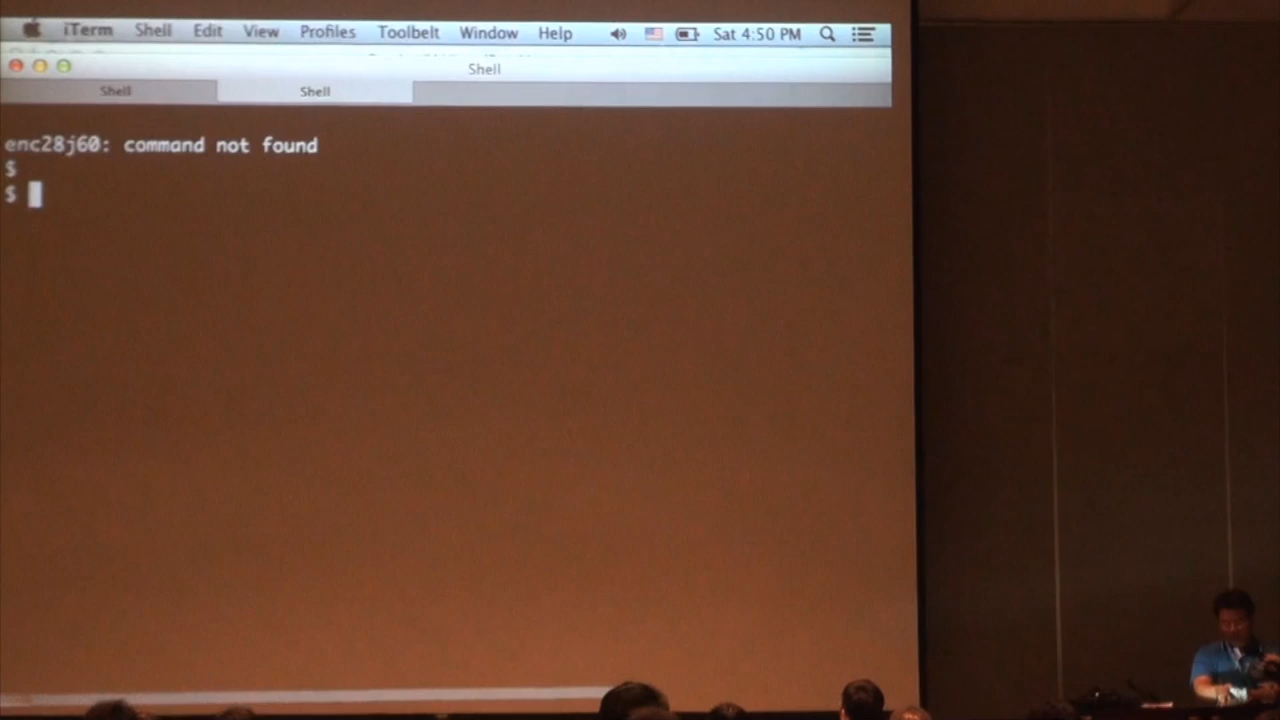 iTerm Shell Edit View Profiles Toolbelt Window Help Sat 4:50 PM
Shell
Shell Shell
enc28j60: command not found
$
$